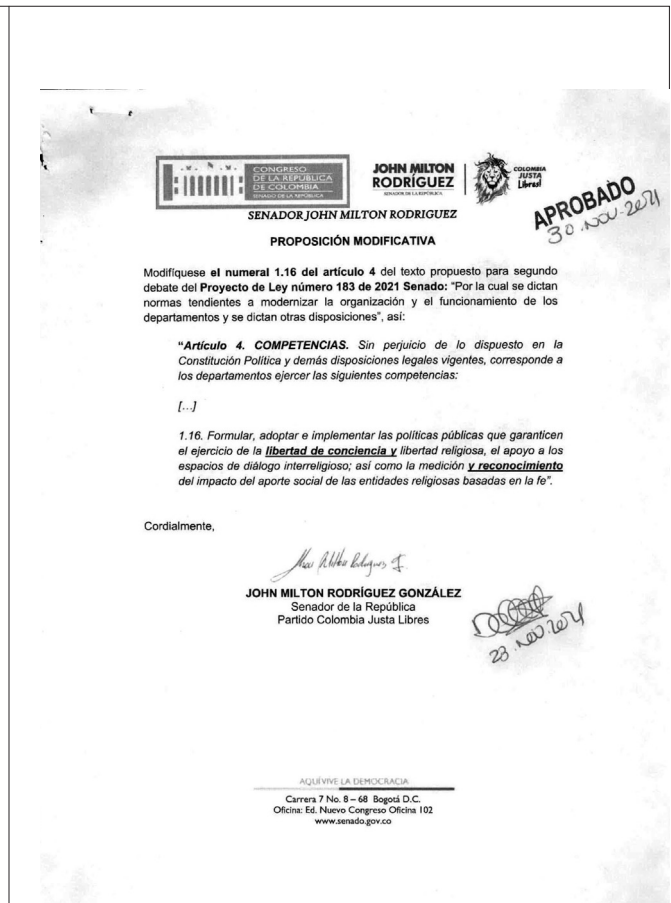 CONGRESO
DE LA REPÚBLICA
DE COLOMBIA
SENADO DE LA REPÚBLICA
JOHN MILTON
RODRÍGUEZ
SENADOR DE LA REPÚBLICA
COLOMBIA
JUSTA
Libres!
SENADOR JOHN MILTON RODRIGUEZ
APROBADO
30.NOV-2021
PROPOSICIÓN MODIFICATIVA
Modifíquese el numeral 1.16 del artículo 4 del texto propuesto para segundo
debate del Proyecto de Ley número 183 de 2021 Senado: "Por la cual se dictan
normas tendientes a modernizar la organización y el funcionamiento de los
departamentos y se dictan otras disposiciones", así:
"Artículo 4. COMPETENCIAS. Sin perjuicio de lo dispuesto en la
Constitución Política y demás disposiciones legales vigentes, corresponde a
los departamentos ejercer las siguientes competencias:
[...]
1.16. Formular, adoptar e implementar las políticas públicas que garanticen
el ejercicio de la libertad de conciencia y libertad religiosa, el apoyo a los
espacios de diálogo interreligioso; así como la medición y reconocimiento
del impacto del aporte social de las entidades religiosas basadas en la fe".
Cordialmente,
JOHN MILTON RODRÍGUEZ GONZÁLEZ
Senador de la República
Partido Colombia Justa Libres
23.NOV.2021
AQUÍ VIVE LA DEMOCRACIA
Carrera 7 No. 8 – 68 Bogotá D.C.
Oficina: Ed. Nuevo Congreso Oficina 102
www.senado.gov.co